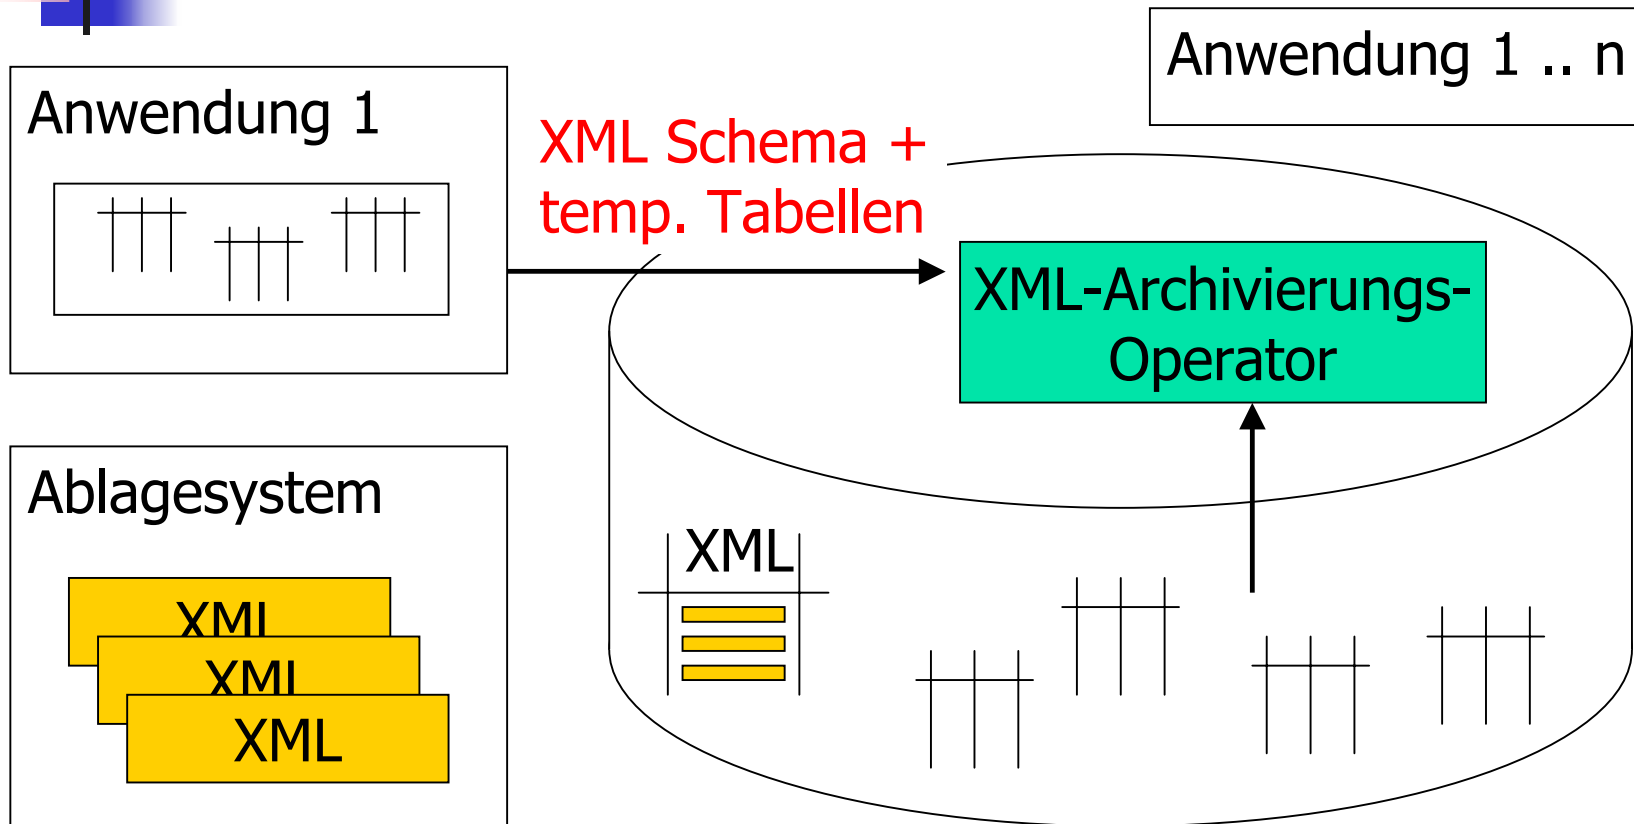 Anwendung 1 .. n
Anwendung 1
XML Schema +
temp. Tabellen
XML-Archivierungs-
Operator
Ablagesystem
XML
XML
XML
XML